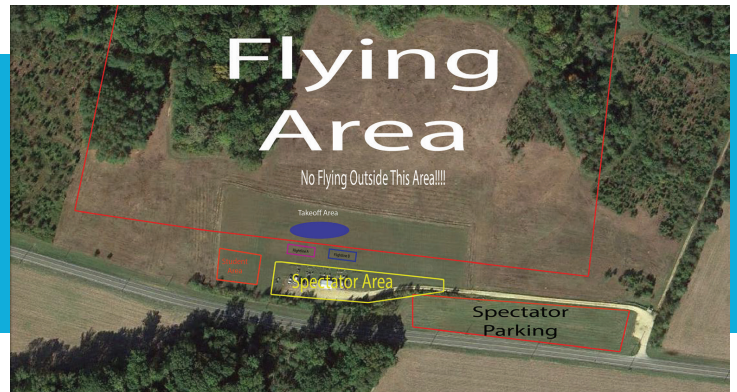 Flying
Area
No Flying Outside This Area!!!!
Takeoff Area
Spectator Area
Spectator
Parking